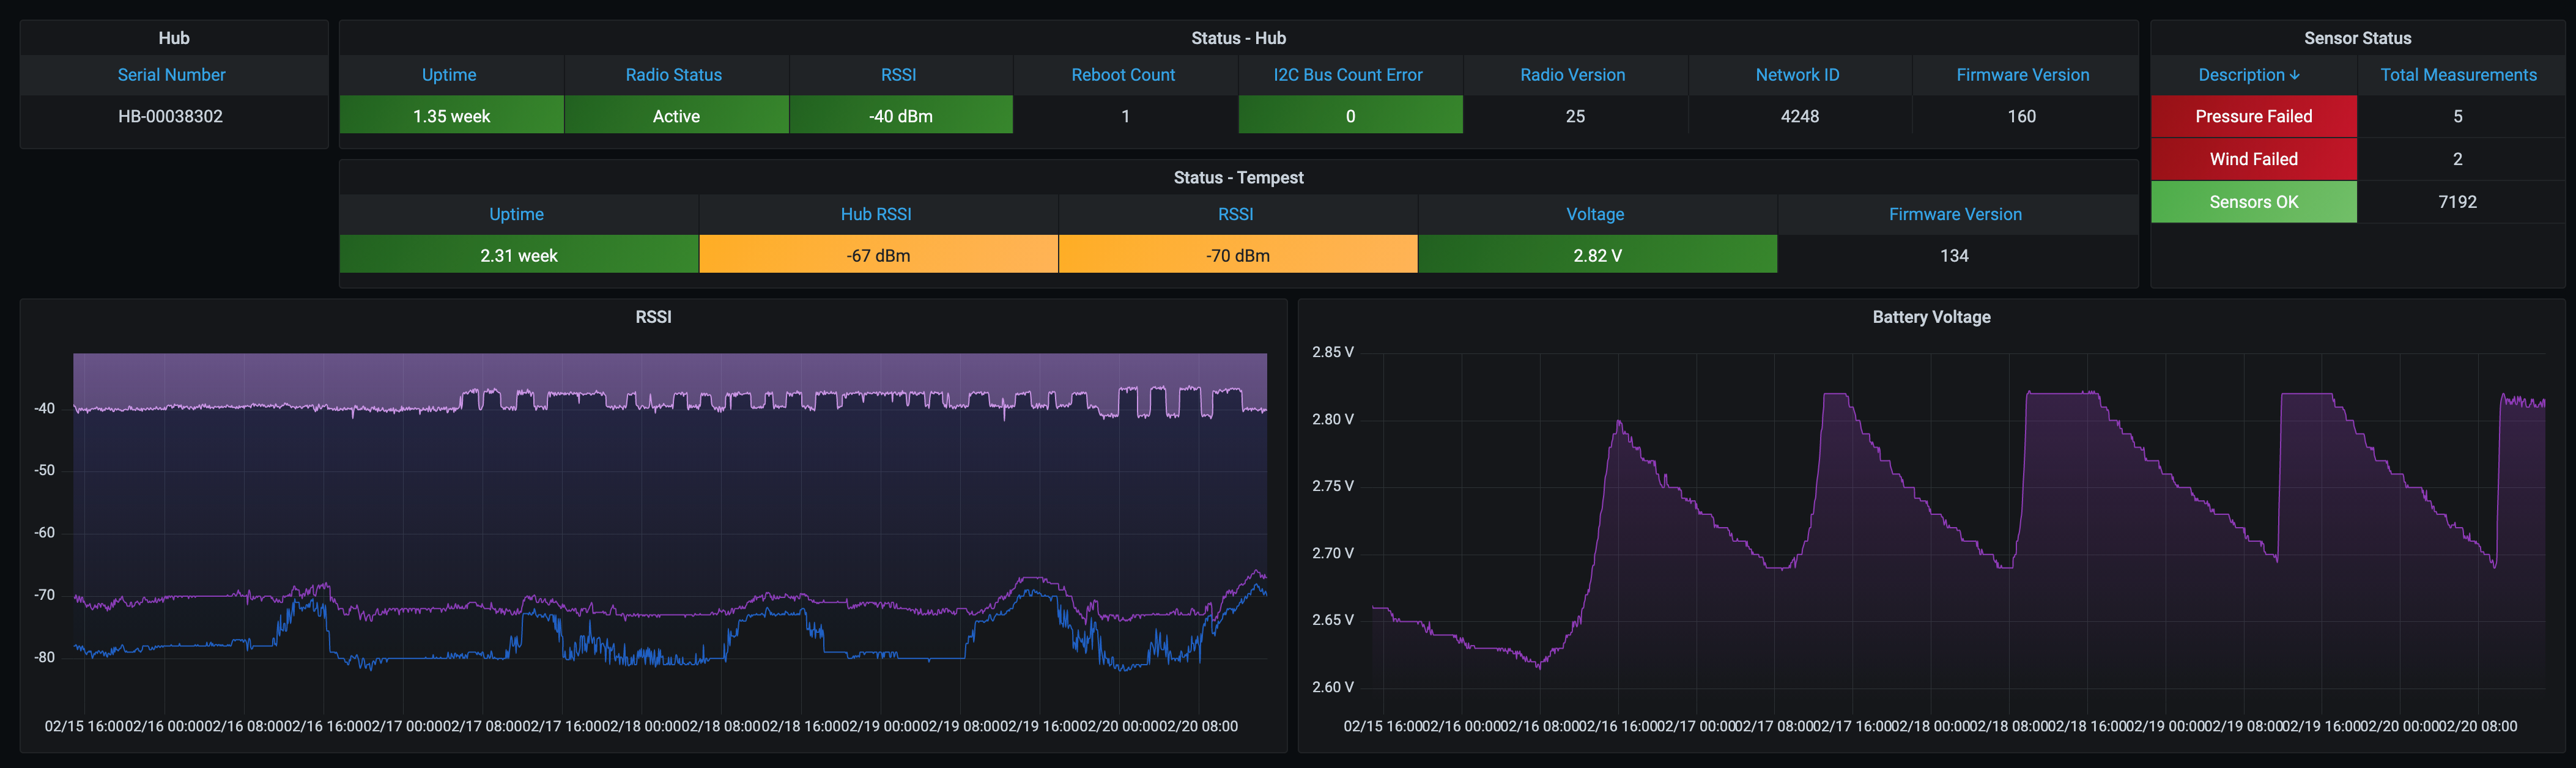 Hub
Serial Number
HB-00038302
Status - Hub
Uptime Radio Status RSSI Reboot Count I2C Bus Count Error Radio Version Network ID Firmware Version
1.35 week Active -40 dBm 1 0 25 4248 160
Status - Tempest
Uptime Hub RSSI RSSI Voltage Firmware Version
2.31 week -67 dBm -70 dBm 2.82 V 134
Sensor Status
Description ↓ Total Measurements
Pressure Failed 5
Wind Failed 2
Sensors OK 7192
RSSI
-40
-50
-60
-70
-80
02/15 16:00 02/16 00:00 02/16 08:00 02/16 16:00 02/17 00:00 02/17 08:00 02/17 16:00 02/18 00:00 02/18 08:00 02/18 16:00 02/19 00:00 02/19 08:00 02/19 16:00 02/20 00:00 02/20 08:00
Battery Voltage
2.85 V
2.80 V
2.75 V
2.70 V
2.65 V
2.60 V
02/15 16:00 02/16 00:00 02/16 08:00 02/16 16:00 02/17 00:00 02/17 08:00 02/17 16:00 02/18 00:00 02/18 08:00 02/18 16:00 02/19 00:00 02/19 08:00 02/19 16:00 02/20 00:00 02/20 08:00